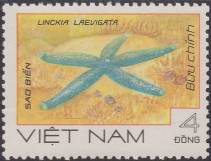 LINCKIA LAEVIGATA
SAO BIỂN
Bưu chính
VIỆT NAM
4
ĐỒNG